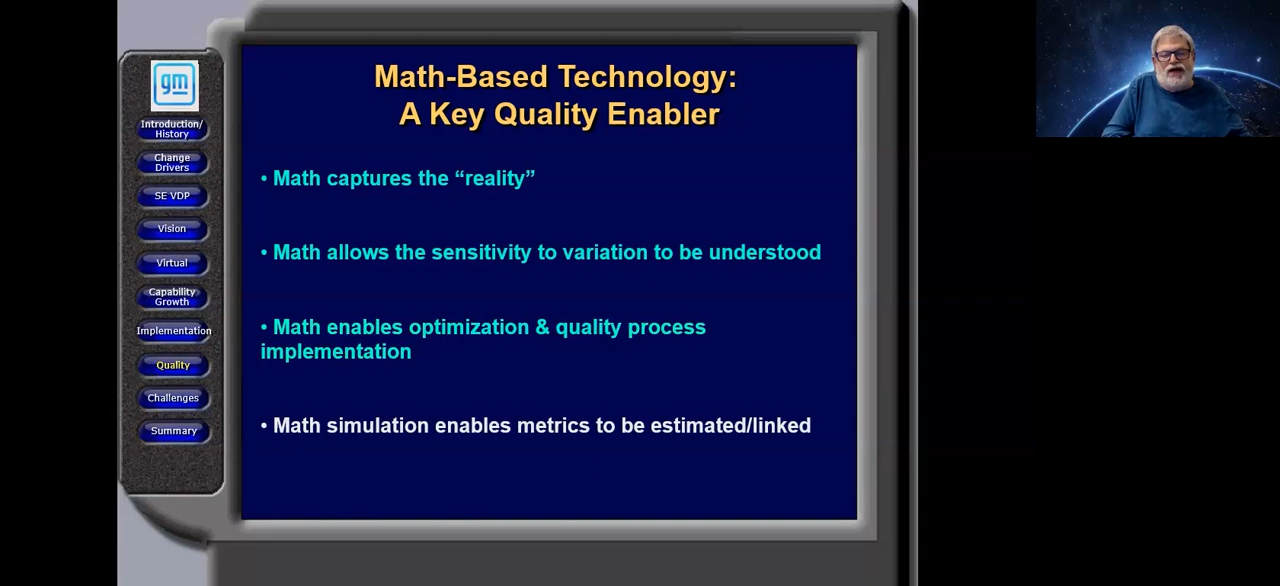 gm
Introduction/
History
Change
Drivers
SE VDP
Vision
Virtual
Capability
Growth
Implementation
Quality
Challenges
Summary
Math-Based Technology:
A Key Quality Enabler
• Math captures the “reality”
• Math allows the sensitivity to variation to be understood
• Math enables optimization & quality process
implementation
• Math simulation enables metrics to be estimated/linked